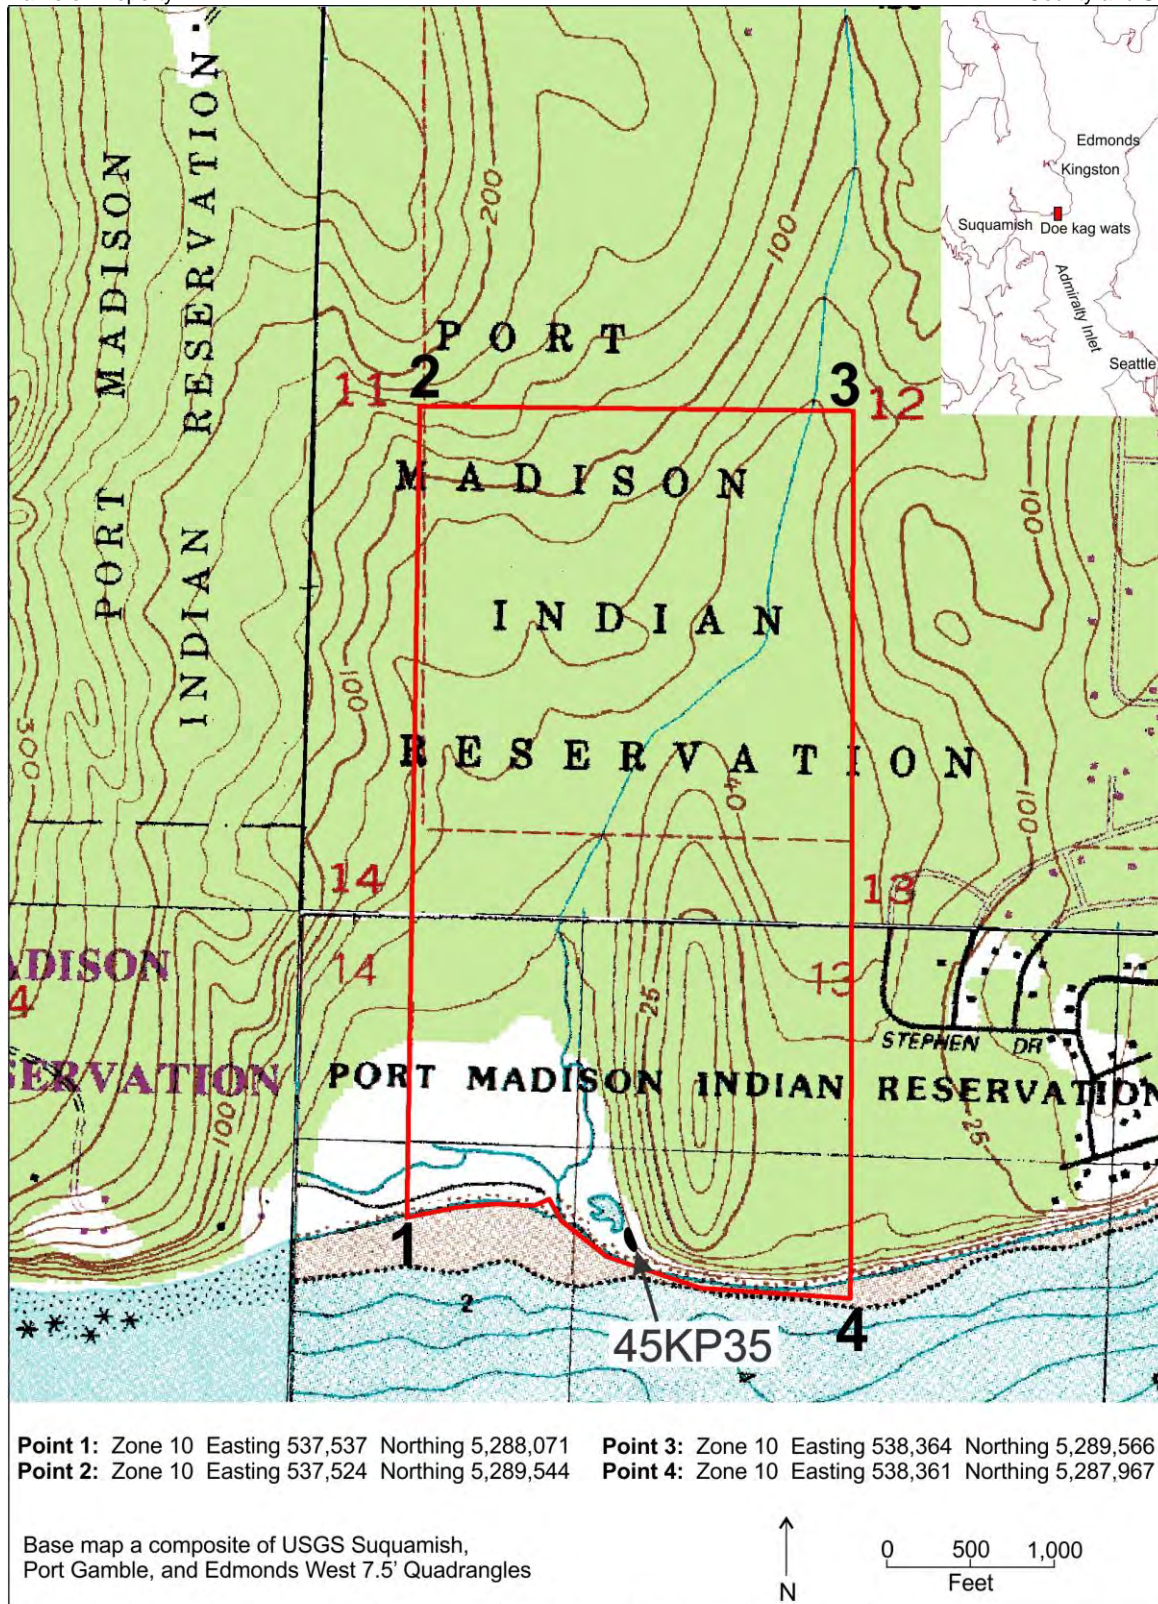 200
100
Edmonds
Kingston
Suquamish
Doe kag wats
Admiralty Inlet
Seattle
PORT MADISON
INDIAN RESERVATION
PORT
2
3
11
12
MADISON
100
INDIAN
100
RESERVATION
300
40
100
14
13
MADISON
14
13
25
STEPHEN DR
PORT MADISON INDIAN RESERVATION
100
25
1
2
4
45KP35
Point 1: Zone 10 Easting 537,537 Northing 5,288,071
Point 2: Zone 10 Easting 537,524 Northing 5,289,544
Point 3: Zone 10 Easting 538,364 Northing 5,289,566
Point 4: Zone 10 Easting 538,361 Northing 5,287,967
Base map a composite of USGS Suquamish,
Port Gamble, and Edmonds West 7.5' Quadrangles
N
0 500 1,000
Feet